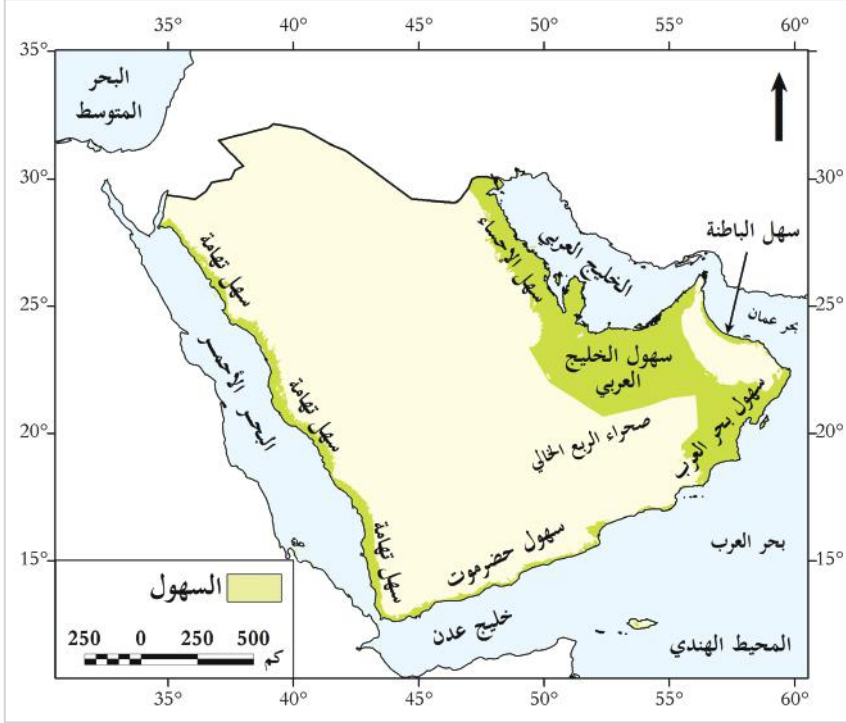 35° 40° 45° 50° 55° 60°
35° 35°
البحر
المتوسط
30° 30°
سهل الباطنة
سهل تهامة
سهل الأحساء
الخليج العربي
25° 25°
بحر عمان
البحر الأحمر
سهول الخليج
العربي
سهل تهامة
سهول بحر العرب
صحراء الربع الخالي
20° 20°
سهل تهامة
سهول حضرموت
بحر العرب
15° 15°
السهول
خليج عدن
المحيط الهندي
250 0 250 500
كم
35° 40° 45° 50° 55° 60°